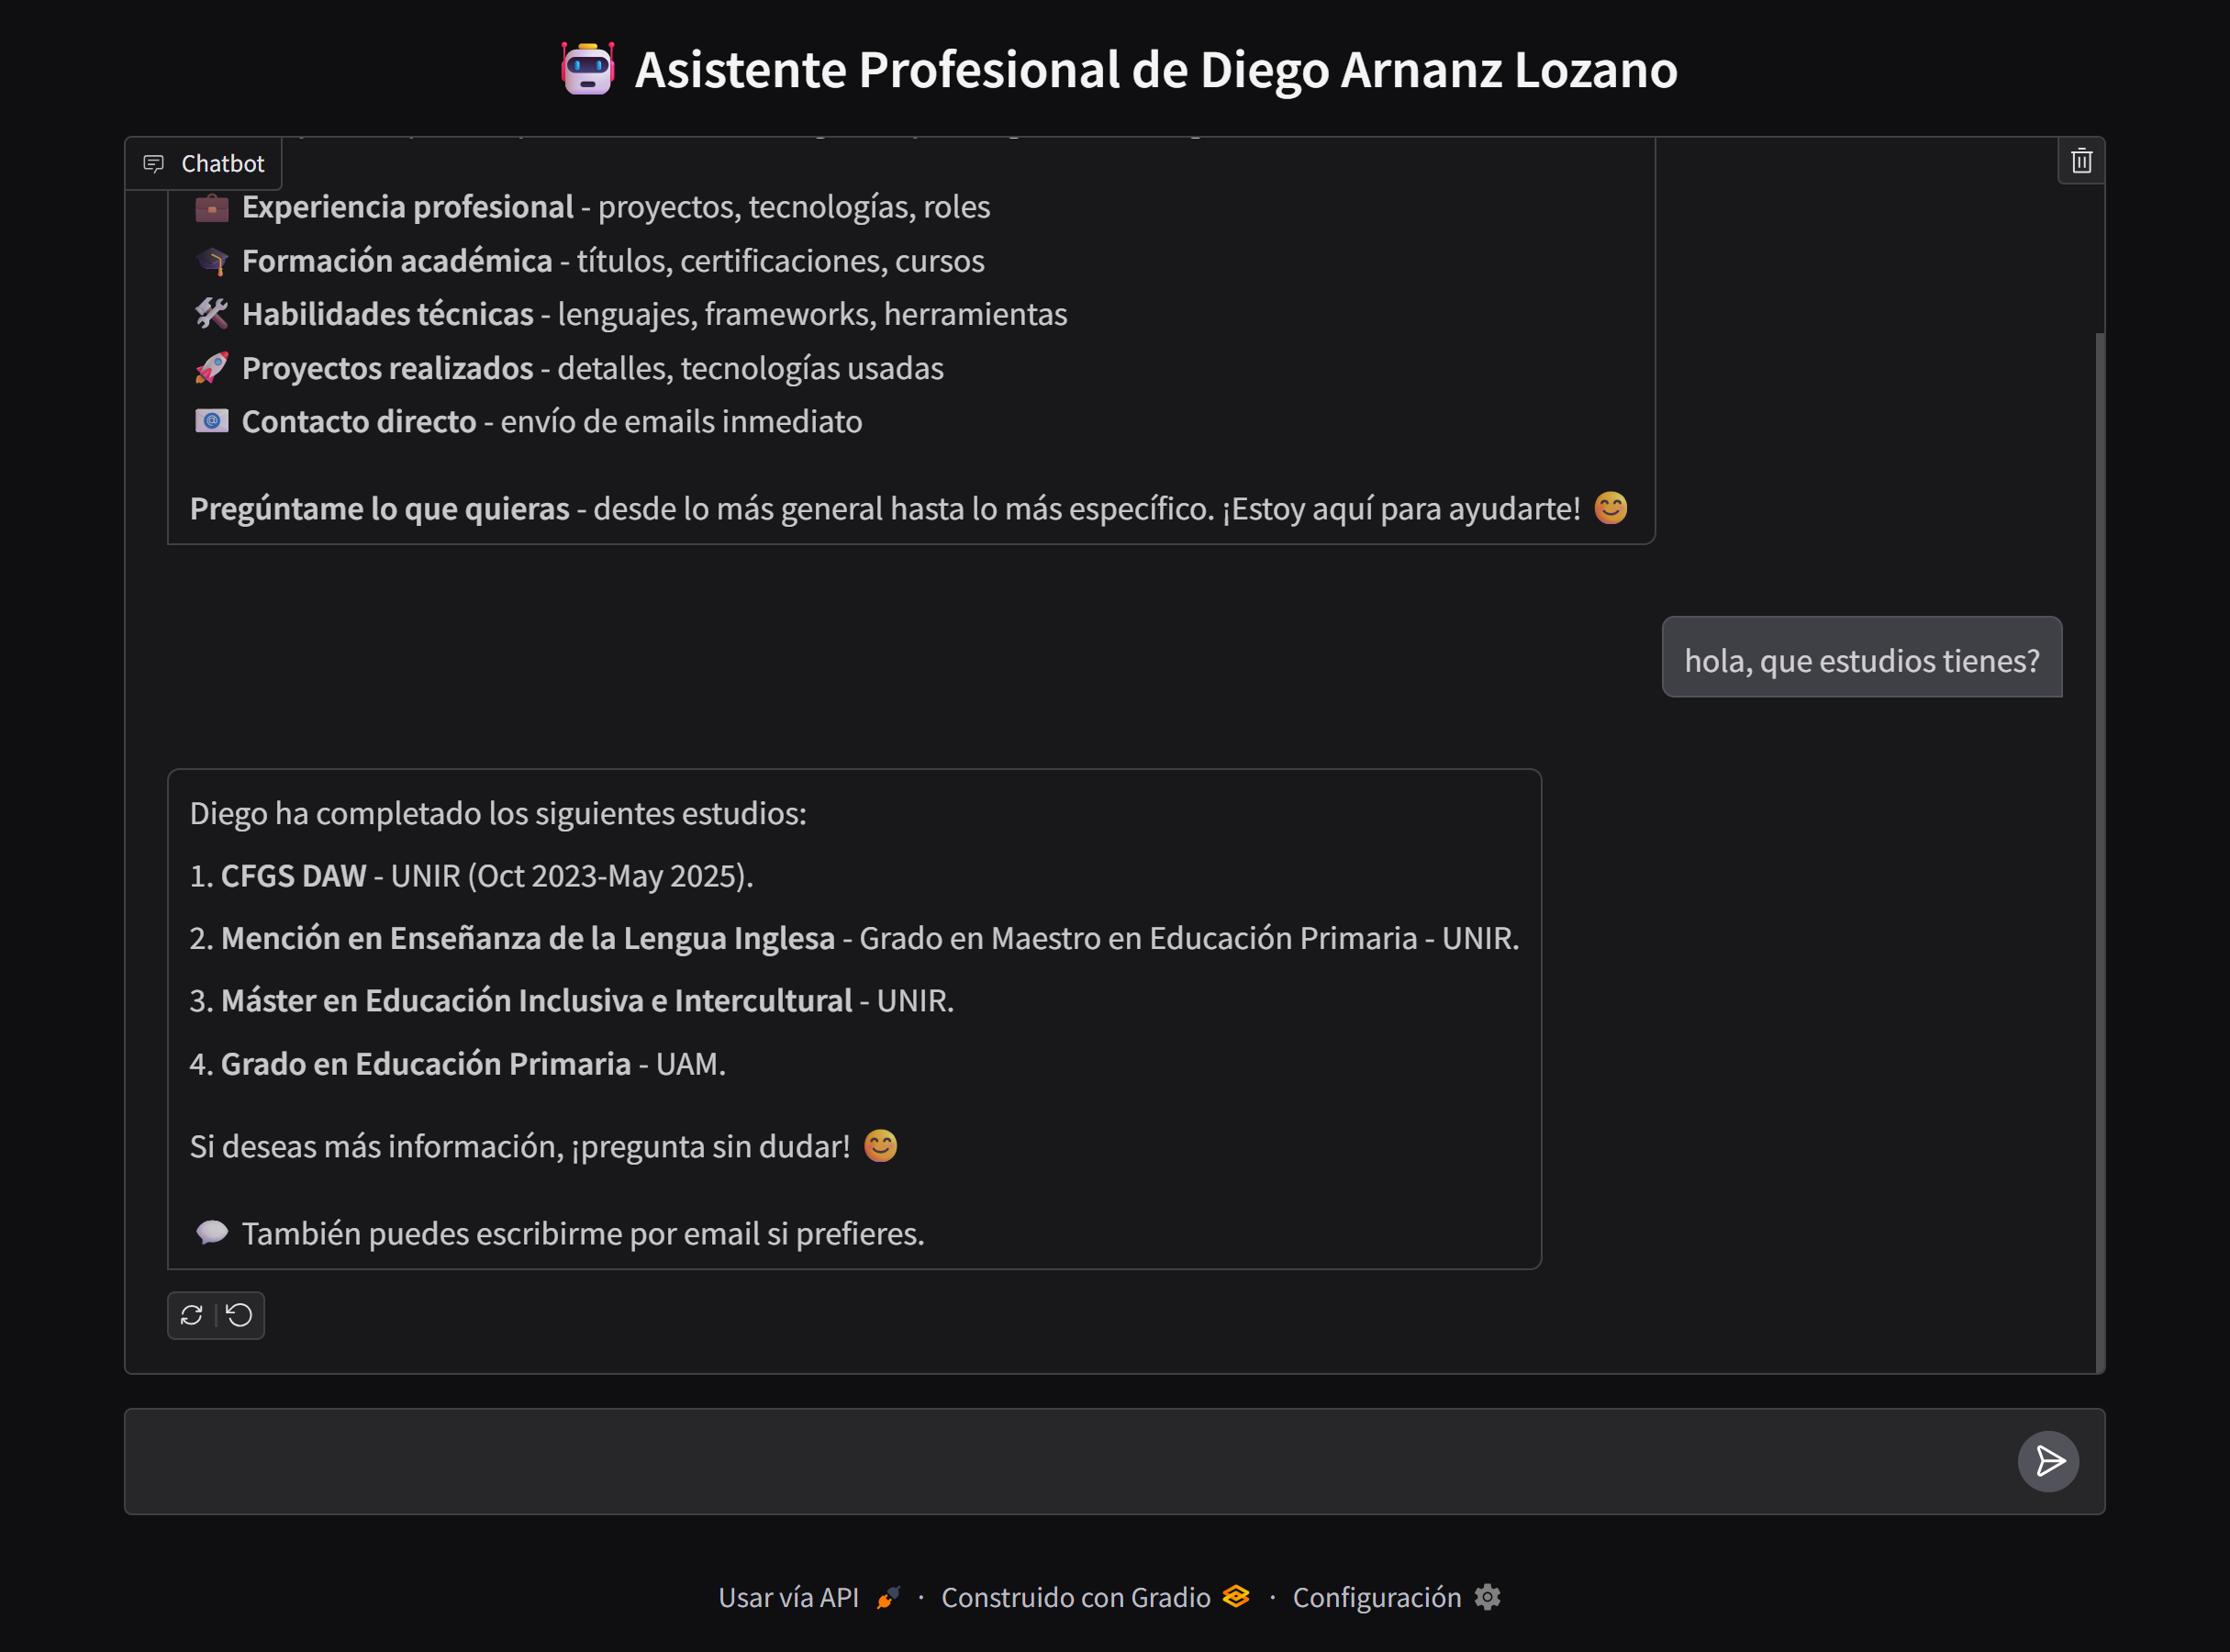 Asistente Profesional de Diego Arnanz Lozano
Chatbot
Experiencia profesional - proyectos, tecnologías, roles
Formación académica - títulos, certificaciones, cursos
Habilidades técnicas - lenguajes, frameworks, herramientas
Proyectos realizados - detalles, tecnologías usadas
Contacto directo - envío de emails inmediato
Pregúntame lo que quieras - desde lo más general hasta lo más específico. ¡Estoy aquí para ayudarte! 😊
hola, que estudios tienes?
Diego ha completado los siguientes estudios:
1. CFGS DAW - UNIR (Oct 2023-May 2025).
2. Mención en Enseñanza de la Lengua Inglesa - Grado en Maestro en Educación Primaria - UNIR.
3. Máster en Educación Inclusiva e Intercultural - UNIR.
4. Grado en Educación Primaria - UAM.
Si deseas más información, ¡pregunta sin dudar! 😊
También puedes escribirme por email si prefieres.
Usar vía API · Construido con Gradio · Configuración